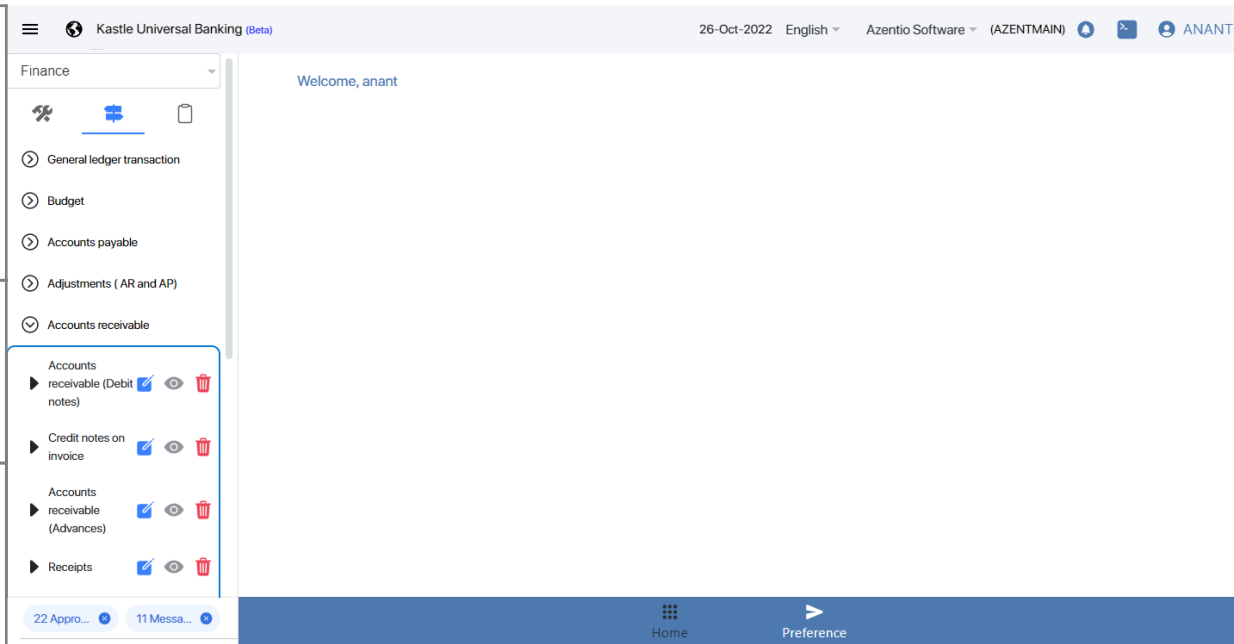 Kastle Universal Banking (Beta)
26-Oct-2022 English Azentio Software (AZENTMAIN) ANANT
Finance
Welcome, anant
General ledger transaction
Budget
Accounts payable
Adjustments ( AR and AP)
Accounts receivable
Accounts
receivable (Debit
notes)
Credit notes on
invoice
Accounts
receivable
(Advances)
Receipts
22 Appro... 11 Messa...
Home Preference